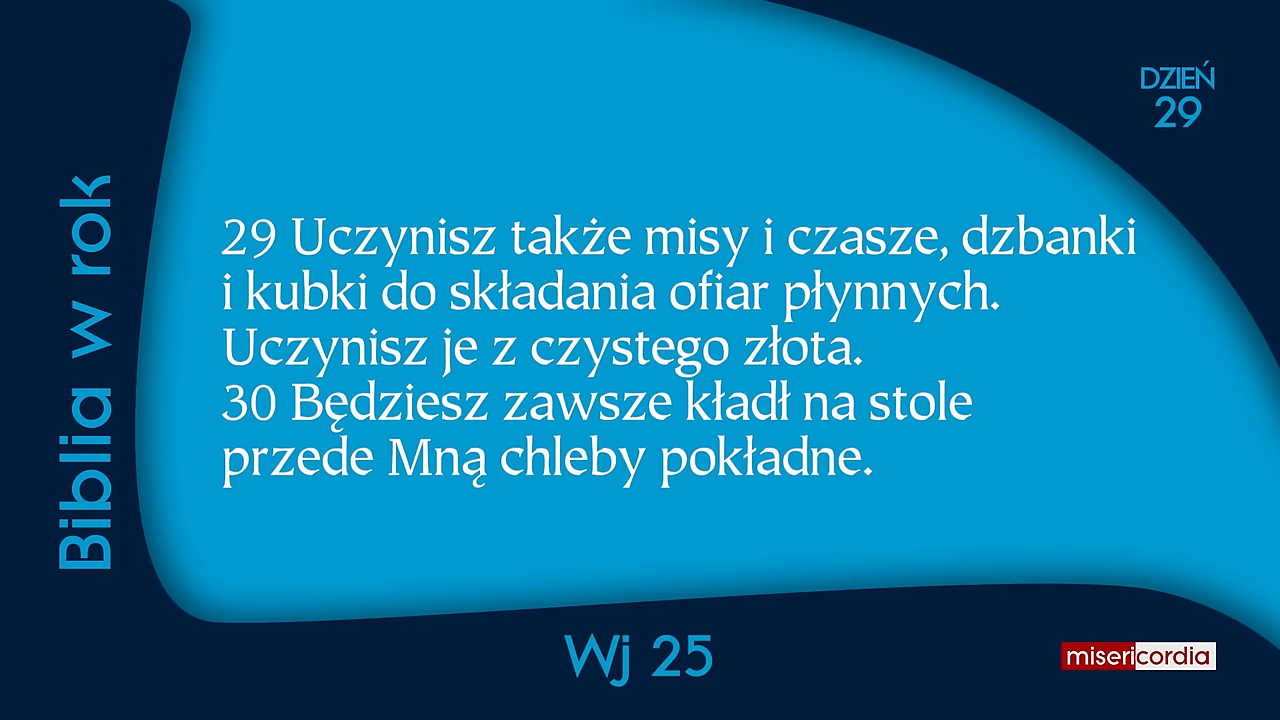 DZIEŃ
29
Biblia w rok
29 Uczynisz także misy i czasze, dzbanki
i kubki do składania ofiar płynnych.
Uczynisz je z czystego złota.
30 Będziesz zawsze kładł na stole
przede Mną chleby pokładne.
Wj 25
misericordia